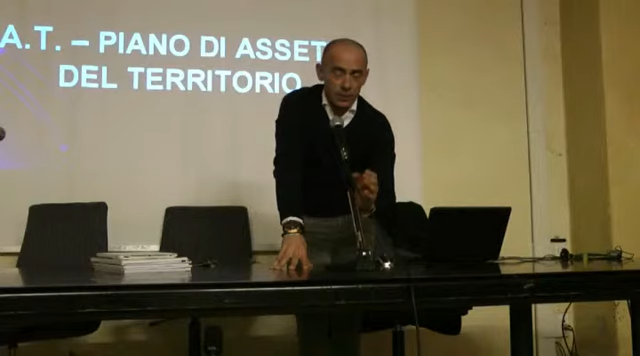 A.T. – PIANO DI ASSET
DEL TERRITORIO